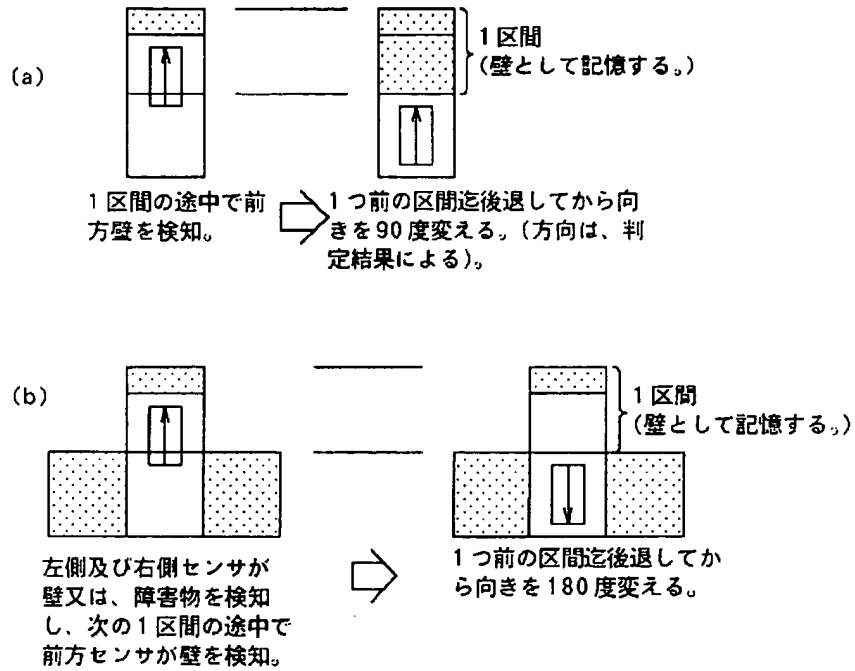 (a)
1区間
(壁として記憶する。)
1区間の途中で前
方壁を検知。
1つ前の区間迄後退してから向
きを90度変える。(方向は、判
定結果による)。
(b)
1区間
(壁として記憶する。)
左側及び右側センサが
壁又は、障害物を検知
し、次の1区間の途中で
前方センサが壁を検知。
1つ前の区間迄後退してか
ら向きを180度変える。